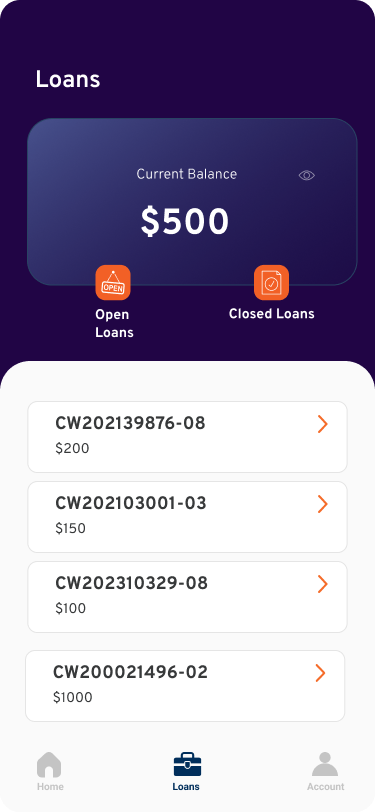 Loans
Current Balance
$500
OPEN
Open
Loans
Closed Loans
CW202139876-08
$200
CW202103001-03
$150
CW202310329-08
$100
CW200021496-02
$1000
Home
Loans
Account